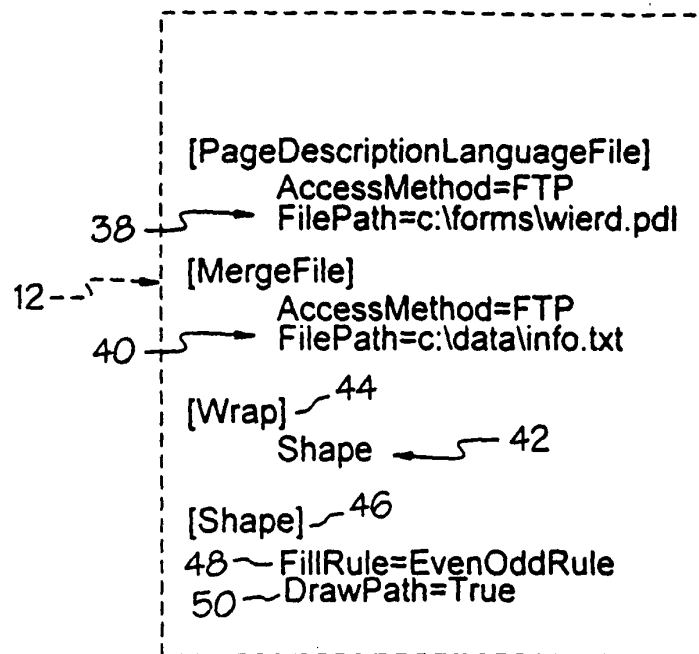 [PageDescriptionLanguageFile]
AccessMethod=FTP
38 FilePath=c:\forms\wierd.pdl
12 [MergeFile]
AccessMethod=FTP
40 FilePath=c:\data\info.txt
[Wrap] 44
Shape 42
[Shape] 46
48 FillRule=EvenOddRule
50 DrawPath=True